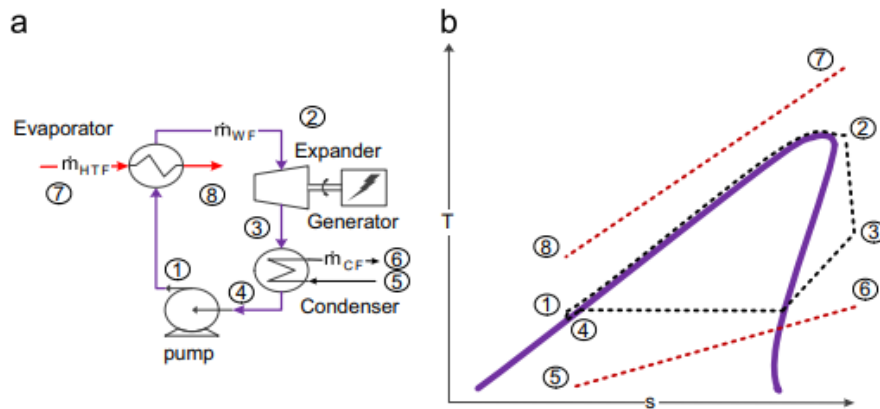 a
②
ṁWF
Evaporator
Expander
ṁHTF
⑦
⑧
③
Generator
ṁCF
⑥
①
④
⑤
Condenser
pump
b
⑦
②
T
③
⑧
①
④
⑥
⑤
s